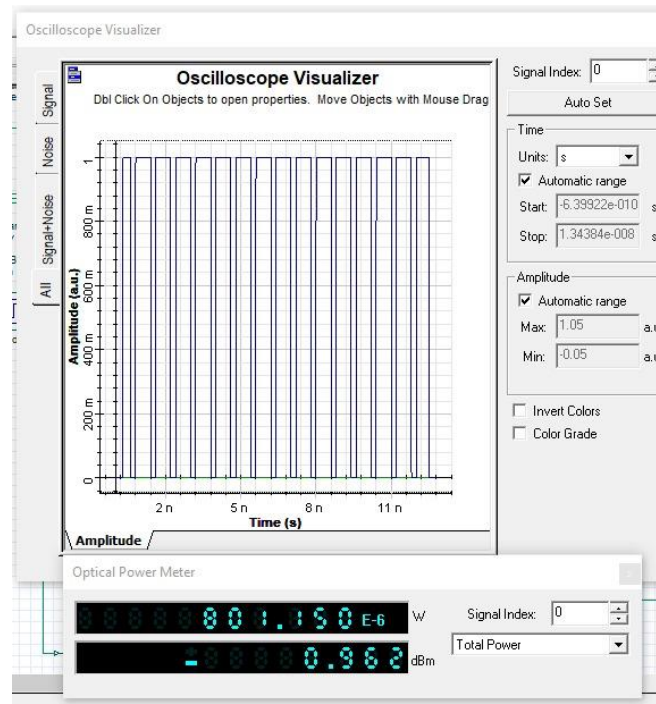 Oscilloscope Visualizer
Signal
Noise
Signal+Noise
All
Oscilloscope Visualizer
Dbl Click On Objects to open properties. Move Objects with Mouse Drag
Amplitude (a.u.)
1
800 m
600 m
400 m
200 m
0
2 n 5 n 8 n 11 n
Time (s)
Amplitude
Signal Index: 0
Auto Set
Time
Units: s
Automatic range
Start: -6.39922e-010 s
Stop: 1.34384e-008 s
Amplitude
Automatic range
Max: 1.05 a.u
Min: -0.05 a.u
Invert Colors
Color Grade
Optical Power Meter
801.150 E-6 W
- 0.962 dBm
Signal Index: 0
Total Power